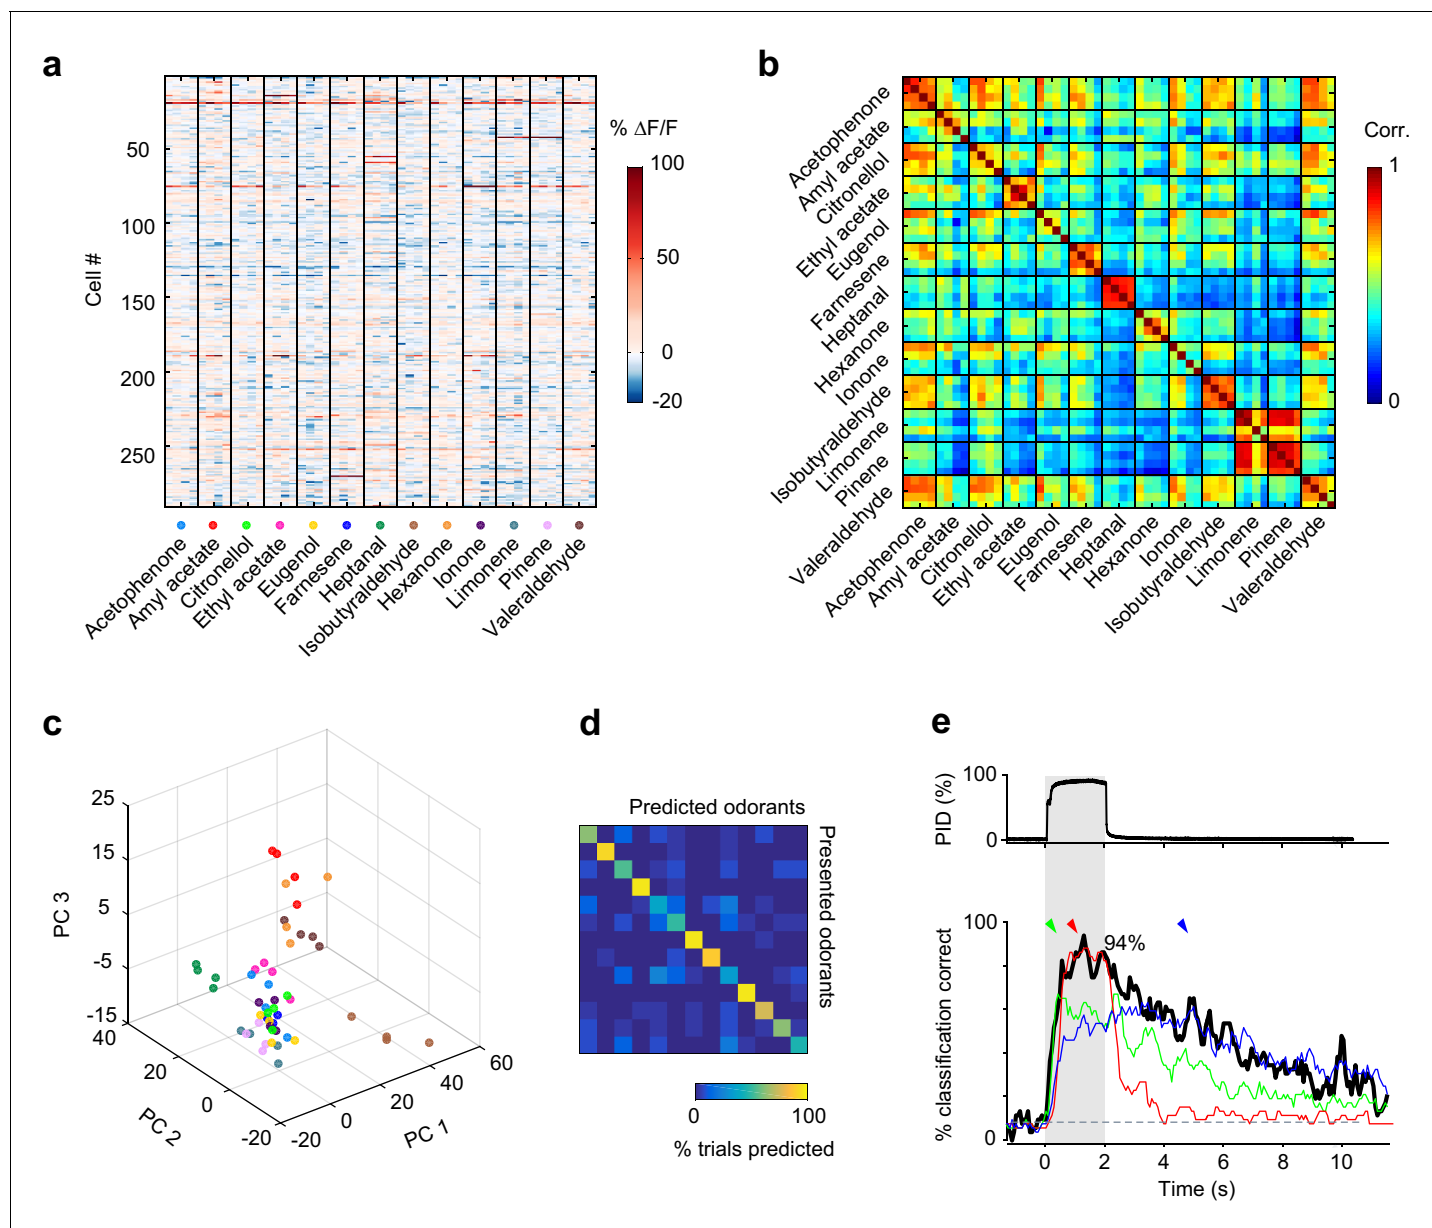 a
% ΔF/F
100
50
0
-20
Cell #
50
100
150
200
250
Acetophenone
Amyl acetate
Citronellol
Ethyl acetate
Eugenol
Farnesene
Heptanal
Isobutyraldehyde
Hexanone
Ionone
Limonene
Pinene
Valeraldehyde
b
Corr.
1
0
Acetophenone
Amyl acetate
Citronellol
Ethyl acetate
Eugenol
Farnesene
Heptanal
Hexanone
Ionone
Isobutyraldehyde
Limonene
Pinene
Valeraldehyde
Acetophenone
Amyl acetate
Citronellol
Ethyl acetate
Eugenol
Farnesene
Heptanal
Hexanone
Ionone
Isobutyraldehyde
Limonene
Pinene
Valeraldehyde
c
PC 3
25
15
5
-5
-15
40
20
0
-20
PC 2
-20
0
20
40
60
PC 1
d
Predicted odorants
Presented odorants
0
100
% trials predicted
e
PID (%)
100
0
% classification correct
100
0
94%
0
2
4
6
8
10
Time (s)